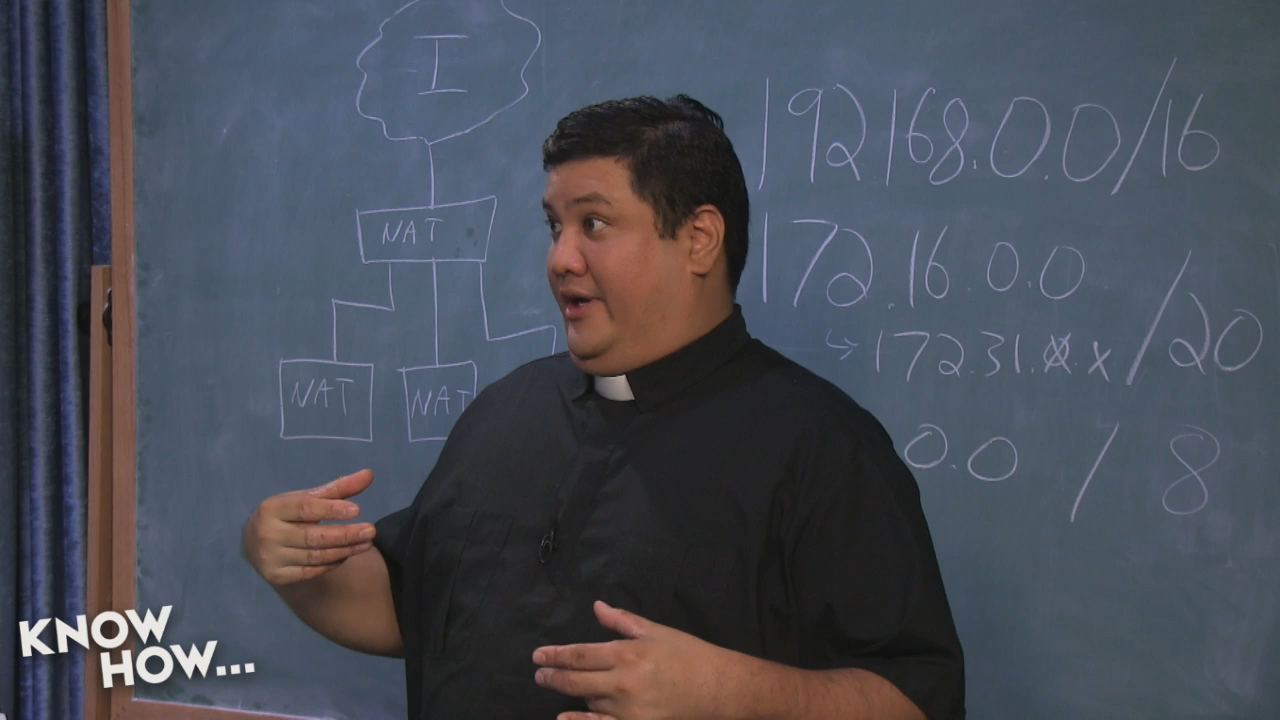 I
NAT
NAT
NAT
192.168.0.0/16
172.16.0.0
↳ 172.31.x.x /20
0.0 / 8
KNOW
HOW...